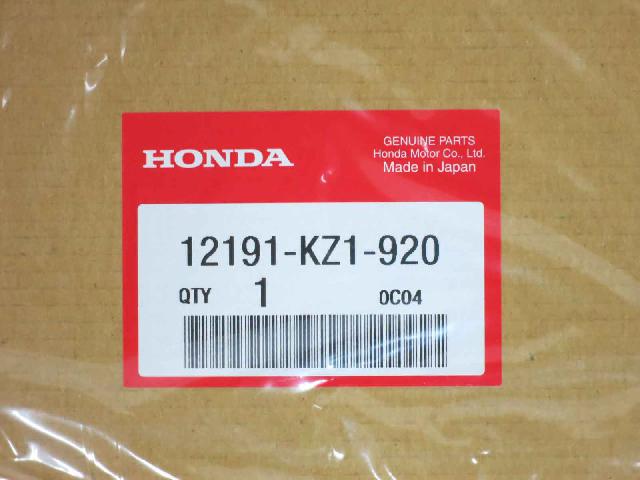 HONDA
GENUINE PARTS
Honda Motor Co., Ltd.
Made in Japan
12191-KZ1-920
QTY 1 0C04